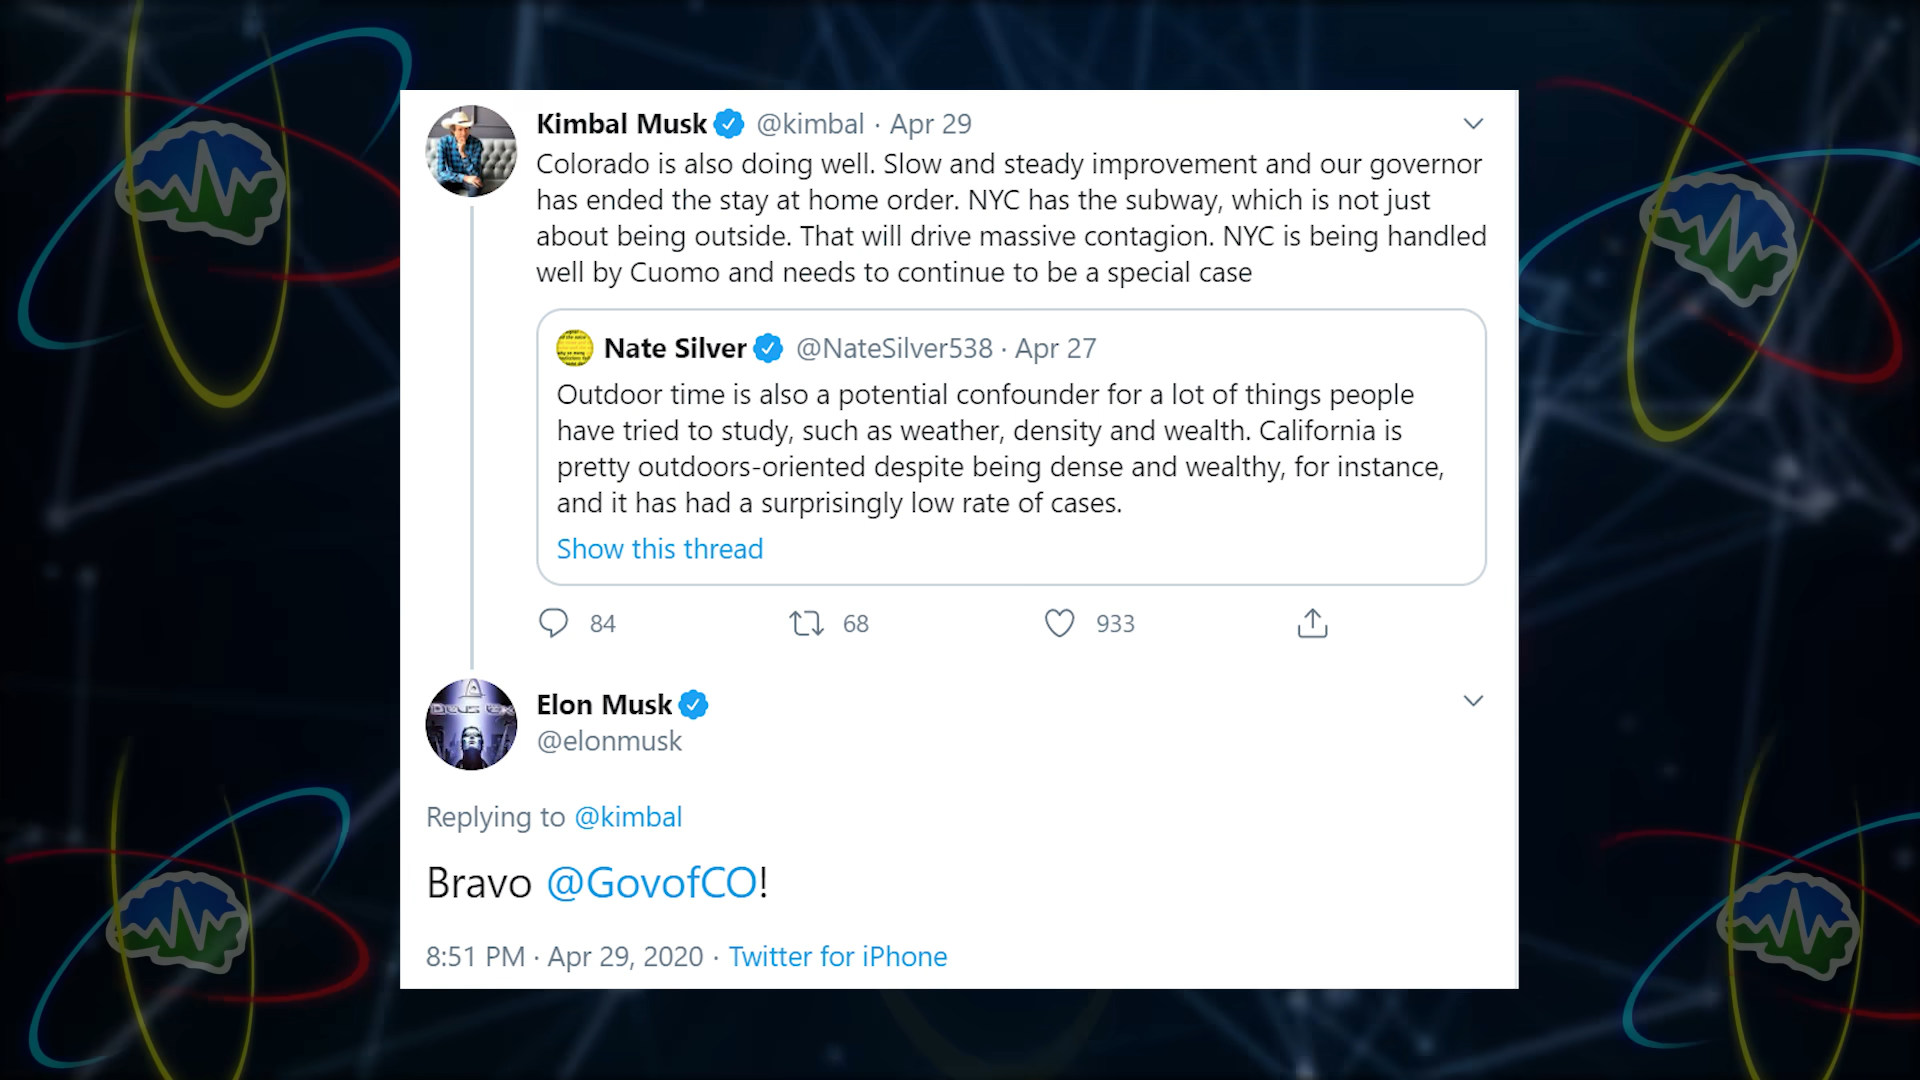 Kimbal Musk @kimbal · Apr 29
Colorado is also doing well. Slow and steady improvement and our governor
has ended the stay at home order. NYC has the subway, which is not just
about being outside. That will drive massive contagion. NYC is being handled
well by Cuomo and needs to continue to be a special case
Nate Silver @NateSilver538 · Apr 27
Outdoor time is also a potential confounder for a lot of things people
have tried to study, such as weather, density and wealth. California is
pretty outdoors-oriented despite being dense and wealthy, for instance,
and it has had a surprisingly low rate of cases.
Show this thread
84 68 933
DEUS EX
Elon Musk
@elonmusk
Replying to @kimbal
Bravo @GovofCO!
8:51 PM · Apr 29, 2020 · Twitter for iPhone